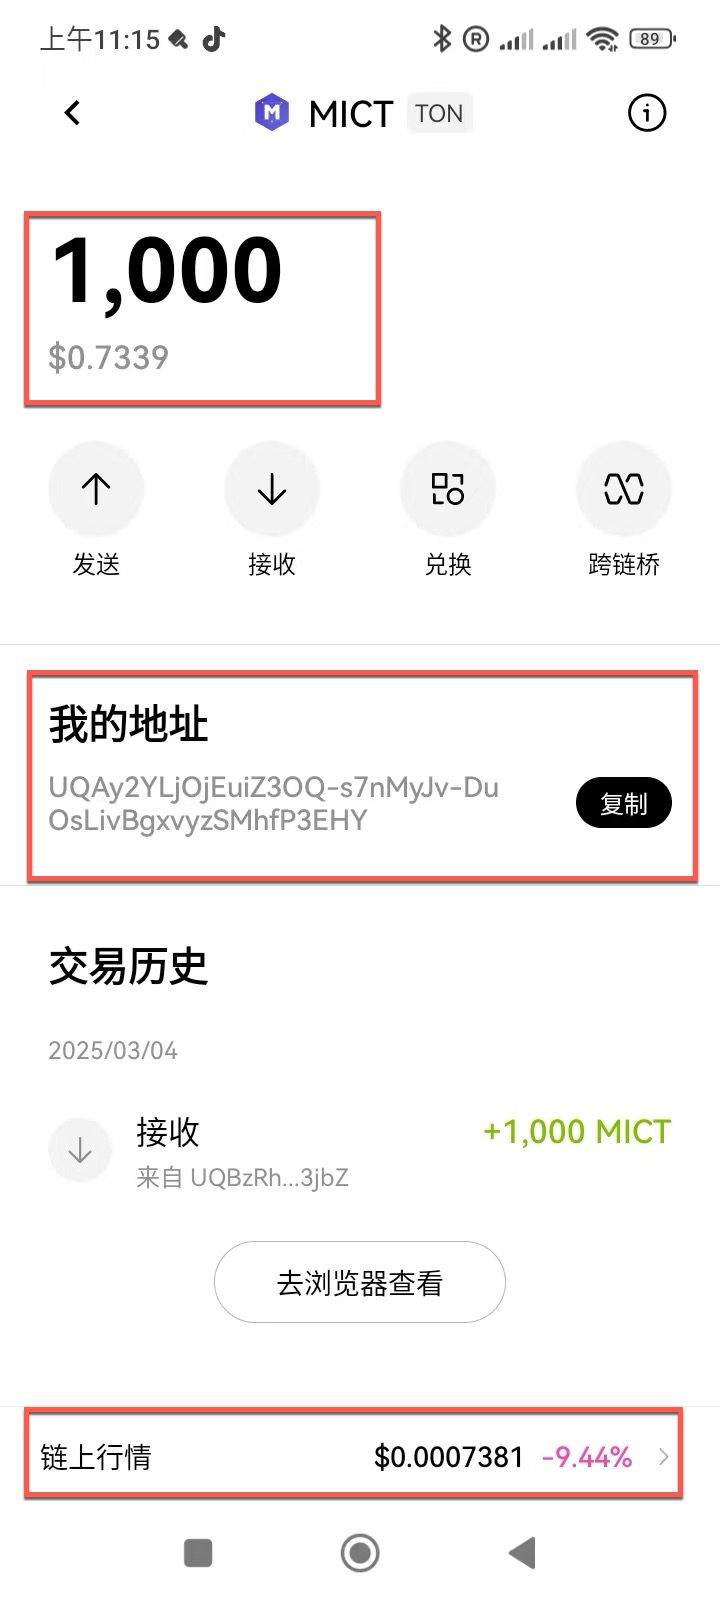 上午11:15
89
MICT TON
1,000
$0.7339
发送 接收 兑换 跨链桥
我的地址
UQAy2YLjOjEuiZ3OQ-s7nMyJv-Du
OsLivBgxvyzSMhfP3EHY
复制
交易历史
2025/03/04
接收 +1,000 MICT
来自 UQBzRh...3jbZ
去浏览器查看
链上行情 $0.0007381 -9.44%